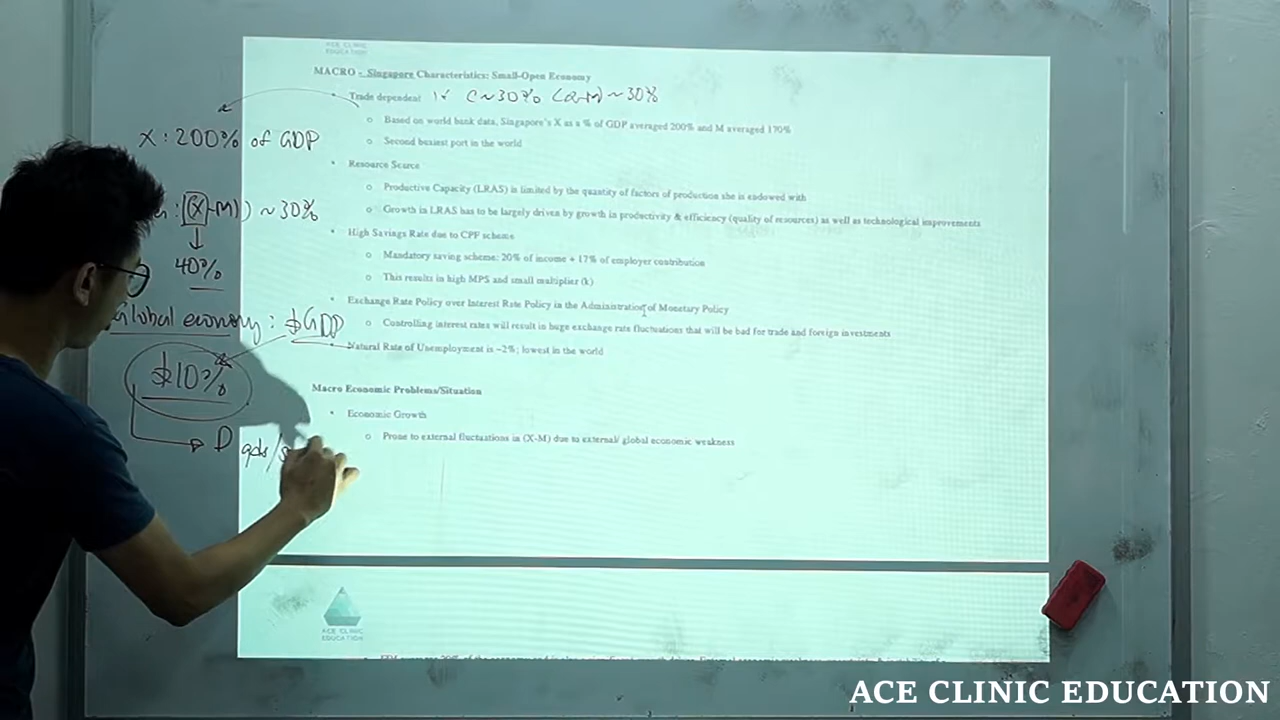 ACE CLINIC
EDUCATION
MACRO - Singapore Characteristics: Small-Open Economy
Trade dependent C ~ 30% (X-M) ~ 30%
Based on world bank data, Singapore's X as a % of GDP averaged 200% and M averaged 170%
Second busiest port in the world
Resource Scarce
Productive Capacity (LRAS) is limited by the quantity of factors of production she is endowed with
Growth in LRAS has to be largely driven by growth in productivity & efficiency (quality of resources) as well as technological improvements
High Savings Rate due to CPF scheme
Mandatory saving scheme: 20% of income + 17% of employer contribution
This results in high MPS and small multiplier (k)
Exchange Rate Policy over Interest Rate Policy in the Administration of Monetary Policy
Controlling interest rates will result in huge exchange rate fluctuations that will be bad for trade and foreign investments
Natural Rate of Unemployment is ~2%; lowest in the world
Macro Economic Problems/Situation
Economic Growth
Prone to external fluctuations in (X-M) due to external/ global economic weakness
X : 200% of GDP
(X-M) ~ 30%
40%
Global economy : ↓GDP
↓10%
D gds/s
ACE CLINIC
EDUCATION
ACE CLINIC EDUCATION